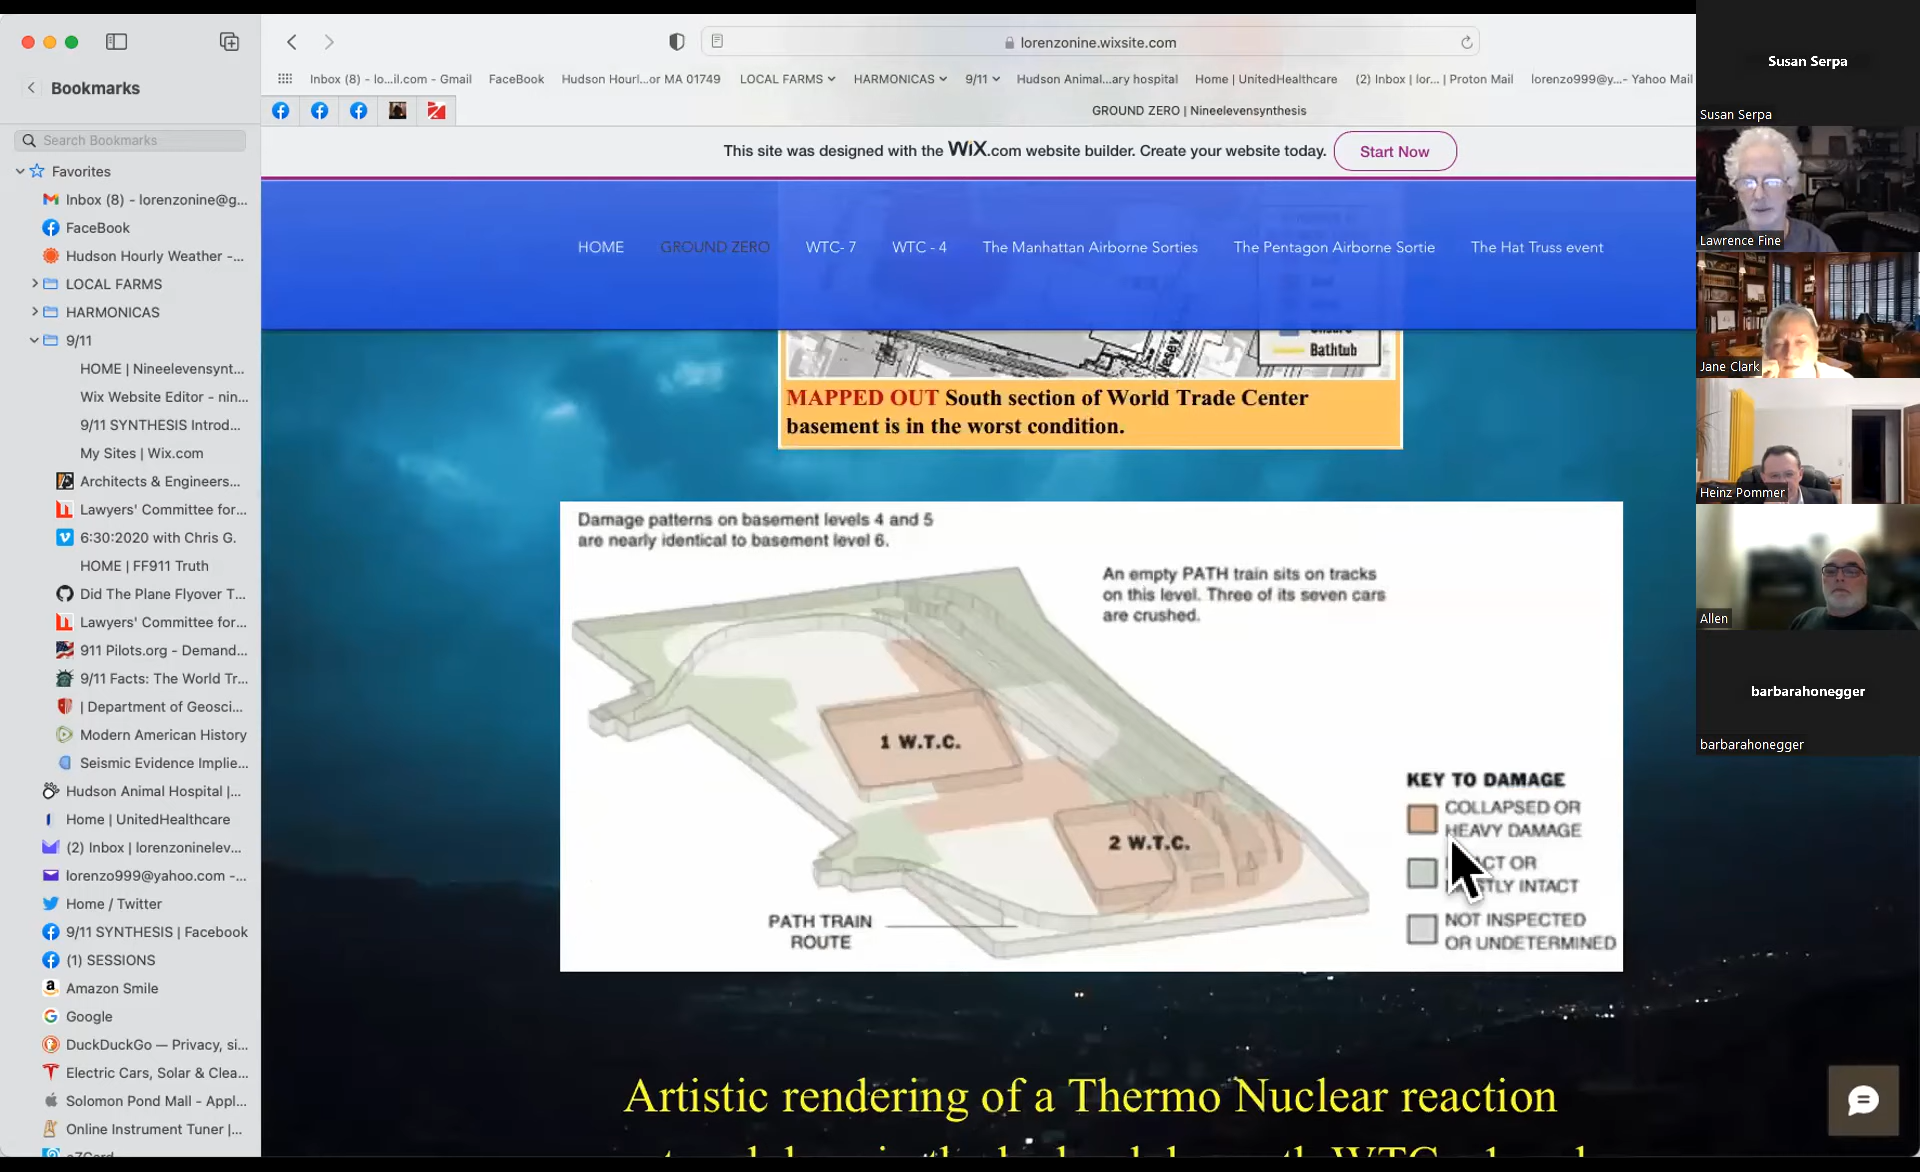 lorenzonine.wixsite.com
Inbox (8) - lo...il.com - Gmail
FaceBook
Hudson Hourl...or MA 01749
LOCAL FARMS
HARMONICAS
9/11
Hudson Animal...ary hospital
Home | UnitedHealthcare
(2) Inbox | lor... | Proton Mail
lorenzo999@y...- Yahoo Mail
GROUND ZERO | Nineelevensynthesis
This site was designed with the WiX.com website builder. Create your website today.
Start Now
HOME
GROUND ZERO
WTC- 7
WTC - 4
The Manhattan Airborne Sorties
The Pentagon Airborne Sortie
The Hat Truss event
Bookmarks
Search Bookmarks
Favorites
Inbox (8) - lorenzonine@g...
FaceBook
Hudson Hourly Weather -...
LOCAL FARMS
HARMONICAS
9/11
HOME | Nineelevensynt...
Wix Website Editor - nin...
9/11 SYNTHESIS Introd...
My Sites | Wix.com
Architects & Engineers...
Lawyers' Committee for...
6:30:2020 with Chris G.
HOME | FF911 Truth
Did The Plane Flyover T...
Lawyers' Committee for...
911 Pilots.org - Demand...
9/11 Facts: The World Tr...
| Department of Geosci...
Modern American History
Seismic Evidence Implie...
Hudson Animal Hospital |...
Home | UnitedHealthcare
(2) Inbox | lorenzoninelev...
lorenzo999@yahoo.com -...
Home / Twitter
9/11 SYNTHESIS | Facebook
(1) SESSIONS
Amazon Smile
Google
DuckDuckGo — Privacy, si...
Electric Cars, Solar & Clea...
Solomon Pond Mall - Appl...
Online Instrument Tuner |...
Vesey
Bathtub
MAPPED OUT South section of World Trade Center
basement is in the worst condition.
Damage patterns on basement levels 4 and 5
are nearly identical to basement level 6.
An empty PATH train sits on tracks
on this level. Three of its seven cars
are crushed.
1 W.T.C.
2 W.T.C.
PATH TRAIN
ROUTE
KEY TO DAMAGE
COLLAPSED OR
HEAVY DAMAGE
OR
INTACT
NOT INSPECTED
OR UNDETERMINED
Artistic rendering of a Thermo Nuclear reaction
Susan Serpa
Susan Serpa
Lawrence Fine
Jane Clark
Heinz Pommer
Allen
barbarahonegger
barbarahonegger